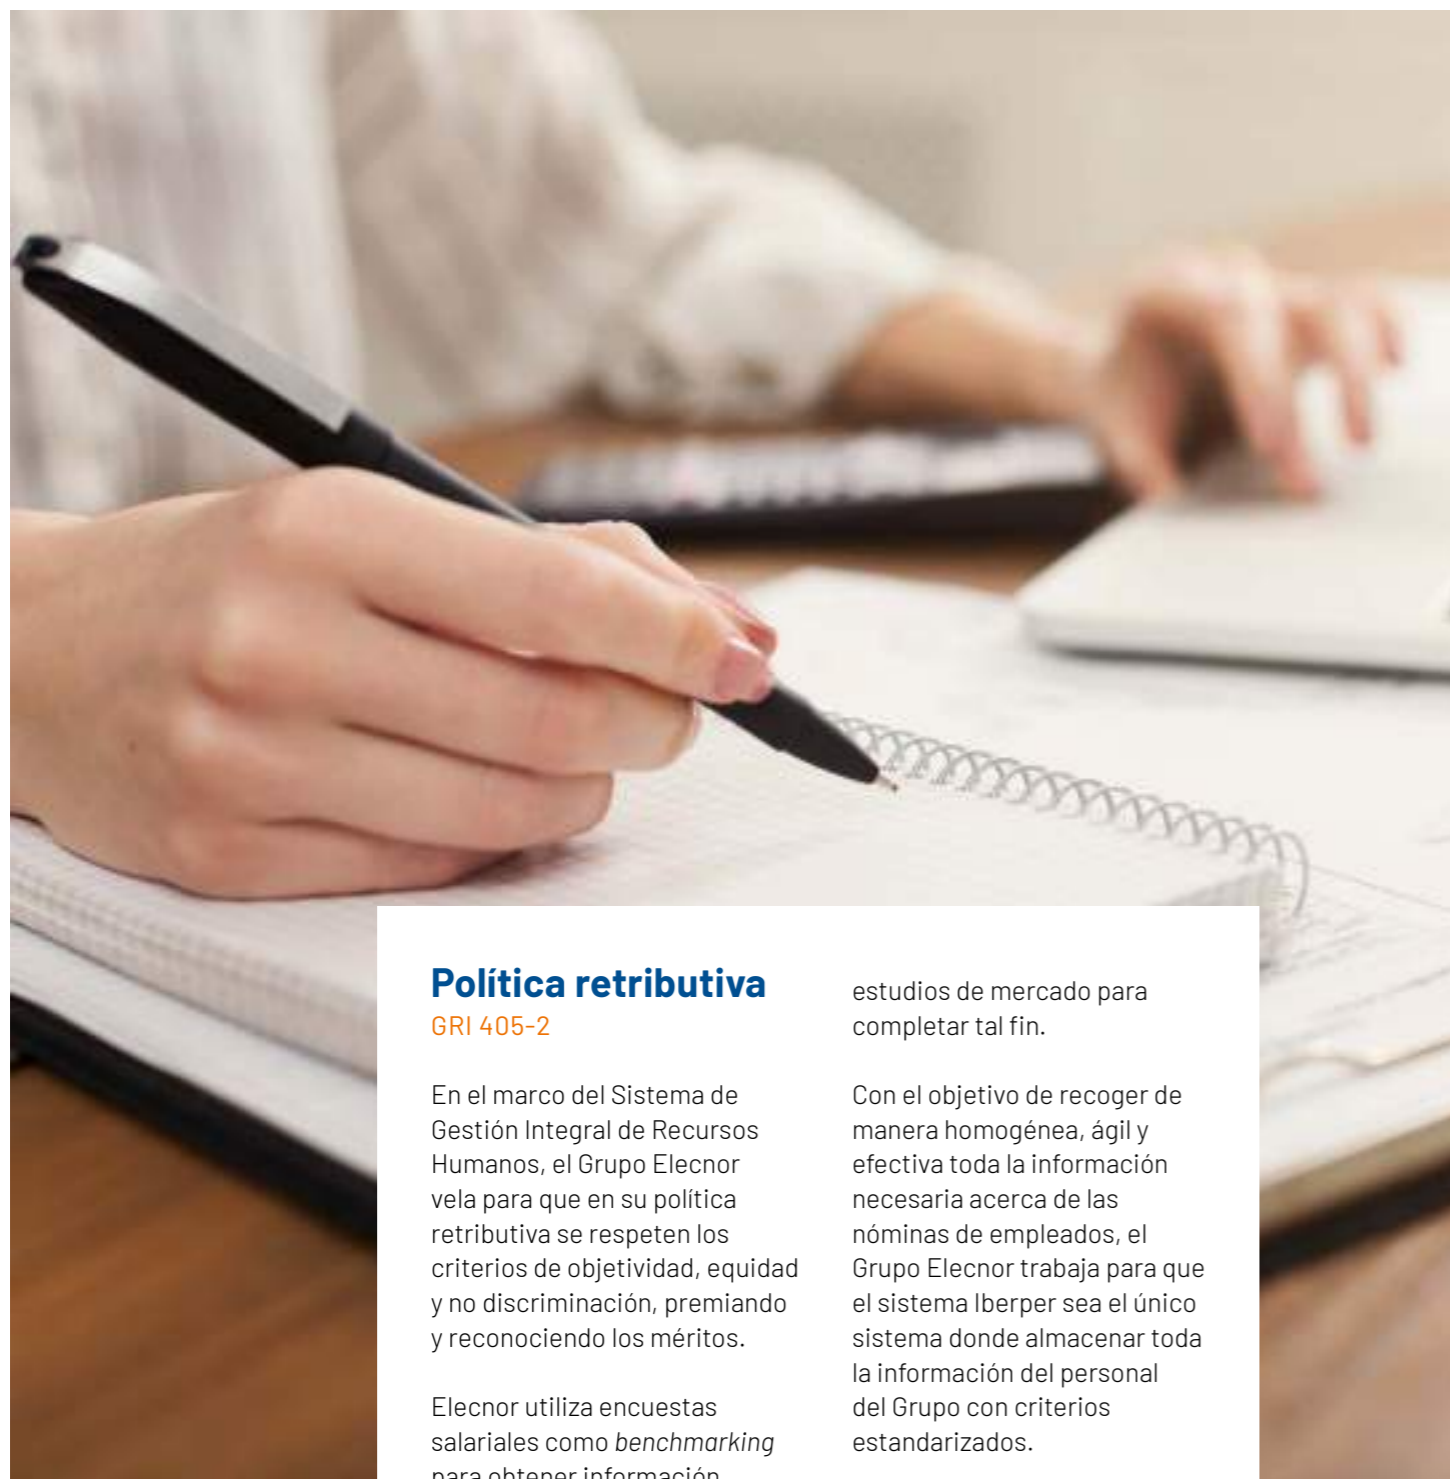 Política retributiva
GRI 405-2
En el marco del Sistema de
Gestión Integral de Recursos
Humanos, el Grupo Elecnor
vela para que en su política
retributiva se respeten los
criterios de objetividad, equidad
y no discriminación, premiando
y reconociendo los méritos.
Elecnor utiliza encuestas
salariales como benchmarking
para obtener información
estudios de mercado para
completar tal fin.
Con el objetivo de recoger de
manera homogénea, ágil y
efectiva toda la información
necesaria acerca de las
nóminas de empleados, el
Grupo Elecnor trabaja para que
el sistema Iberper sea el único
sistema donde almacenar toda
la información del personal
del Grupo con criterios
estandarizados.